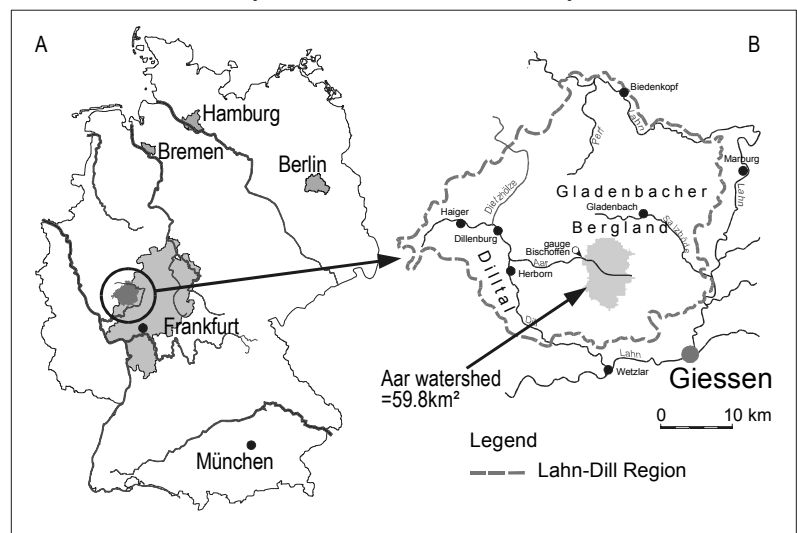 A
Hamburg
Bremen
Berlin
Frankfurt
München
B
Biedenkopf
Lahn
Perf
Marburg
Lahn
Dietzhölze
Gladenbacher
Gladenbach
Salzböde
Bergland
Haiger
Dillenburg
gauge
Bischoffen
Aar
Herborn
Dilltal
Dill
Lahn
Wetzlar
Giessen
Aar watershed
=59.8km²
0 10 km
Legend
Lahn-Dill Region